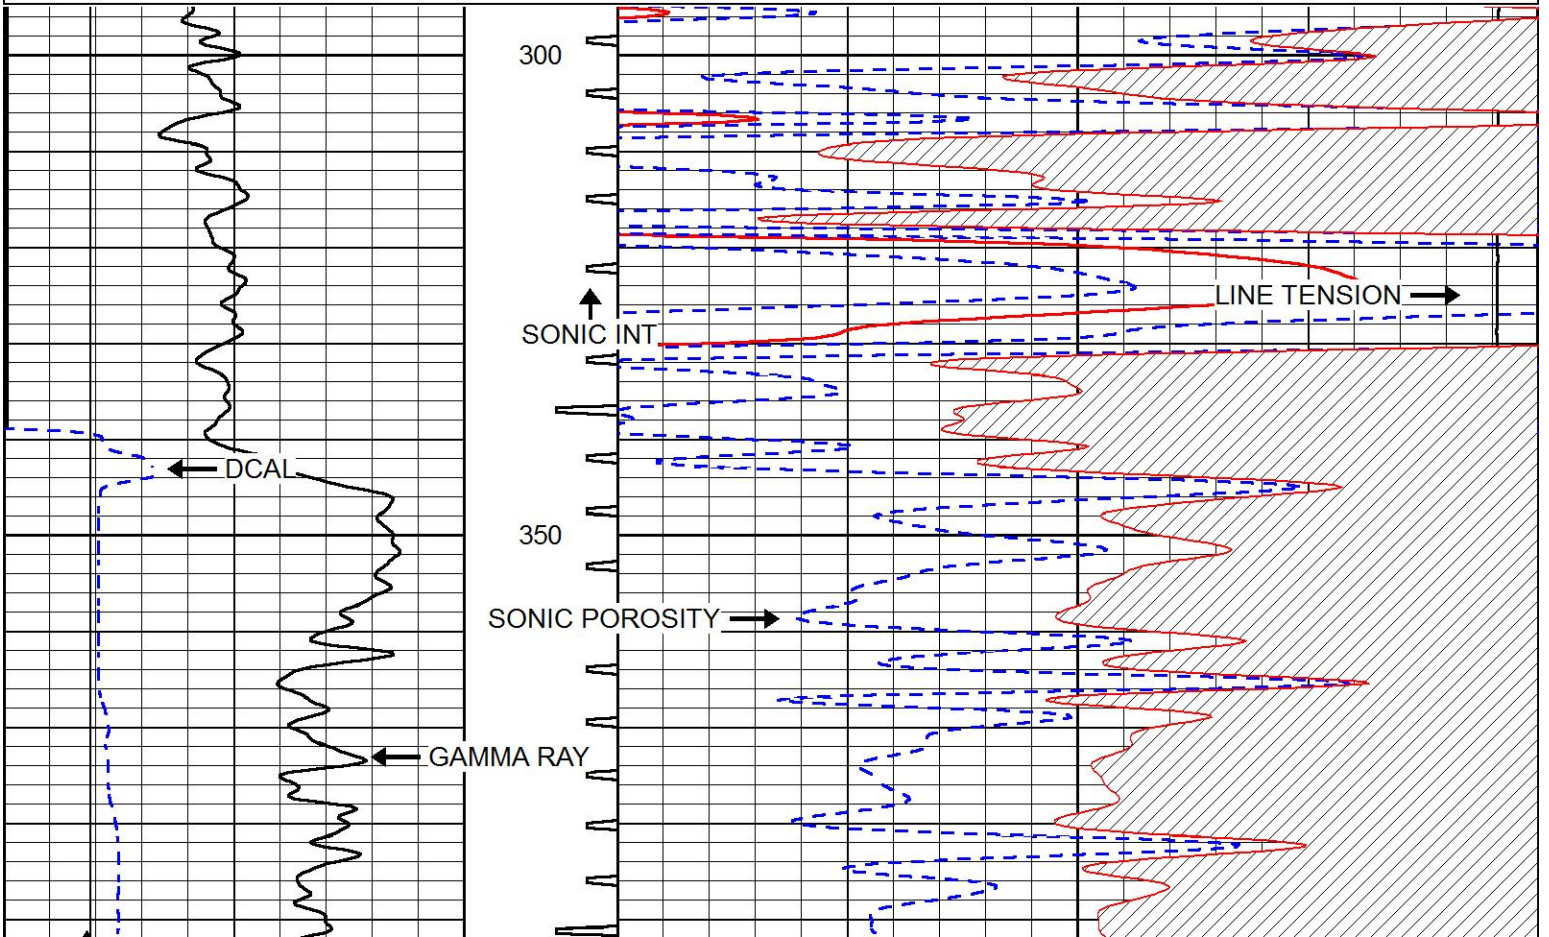 300
LINE TENSION
SONIC INT
DCAL
350
SONIC POROSITY
GAMMA RAY